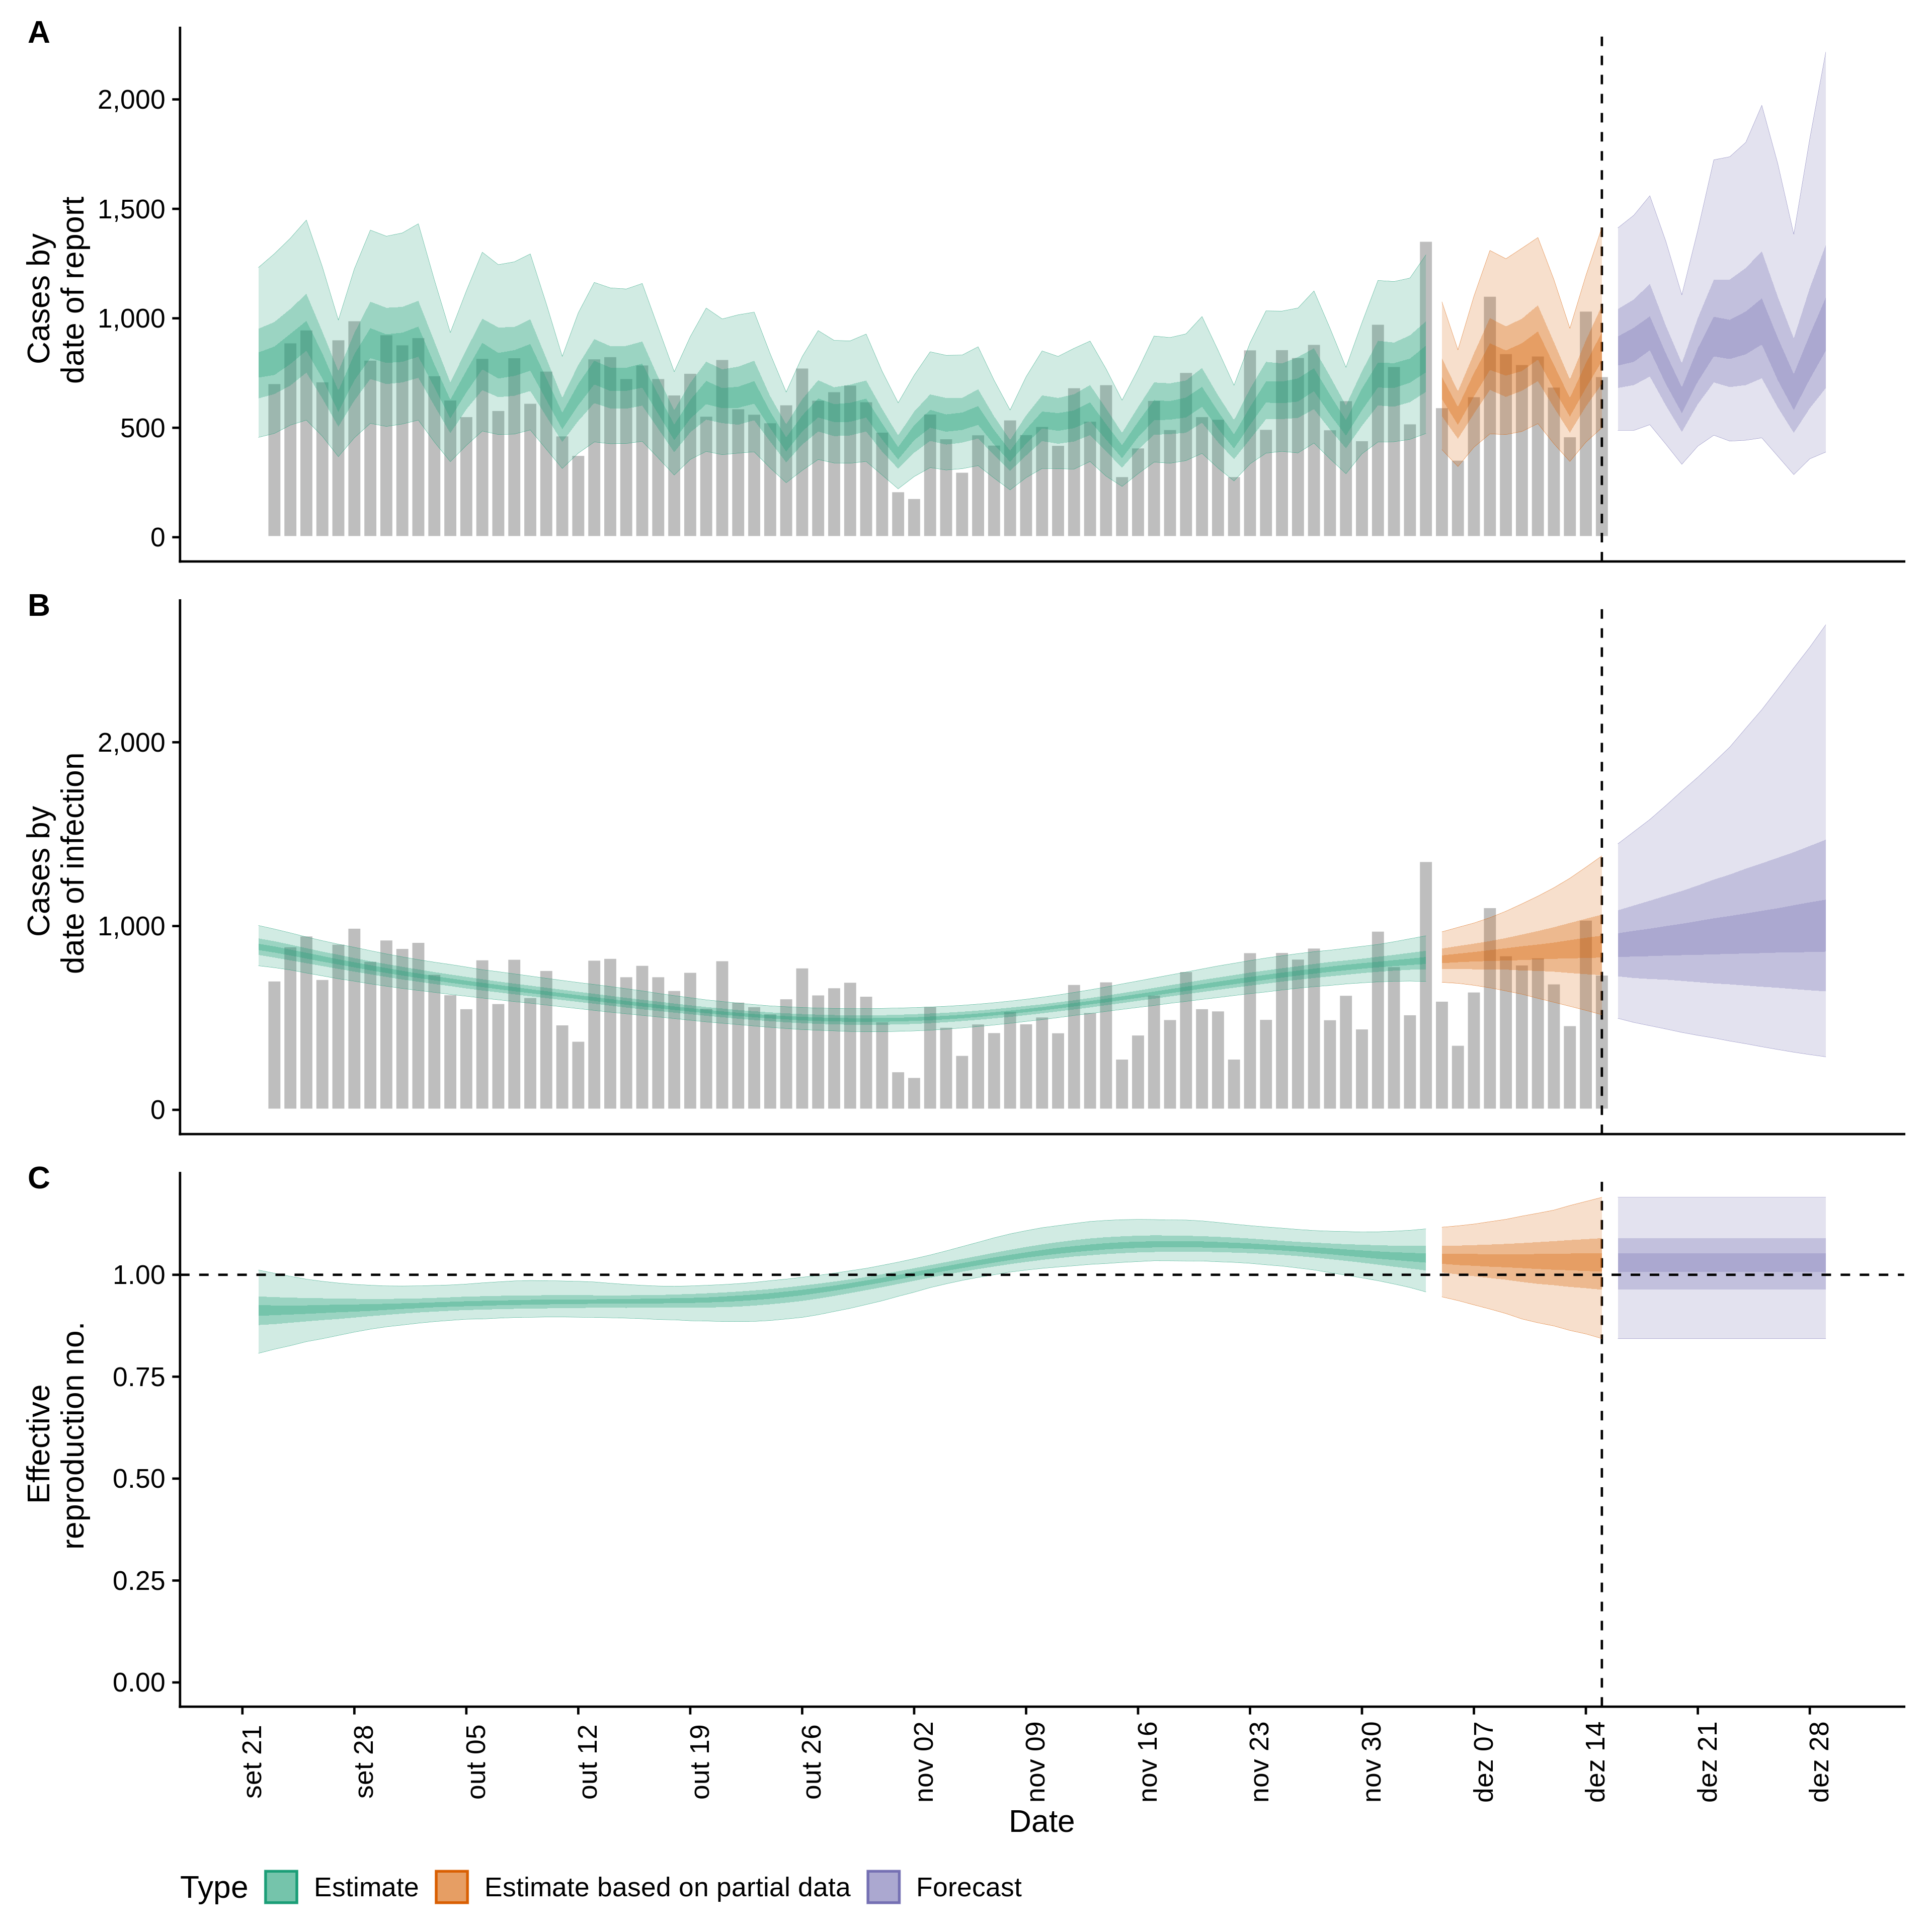 A
Cases by
date of report
2,000
1,500
1,000
500
0
B
Cases by
date of infection
2,000
1,000
0
C
Effective
reproduction no.
1.00
0.75
0.50
0.25
0.00
set 21
set 28
out 05
out 12
out 19
out 26
nov 02
nov 09
nov 16
nov 23
nov 30
dez 07
dez 14
dez 21
dez 28
Date
Type Estimate Estimate based on partial data Forecast